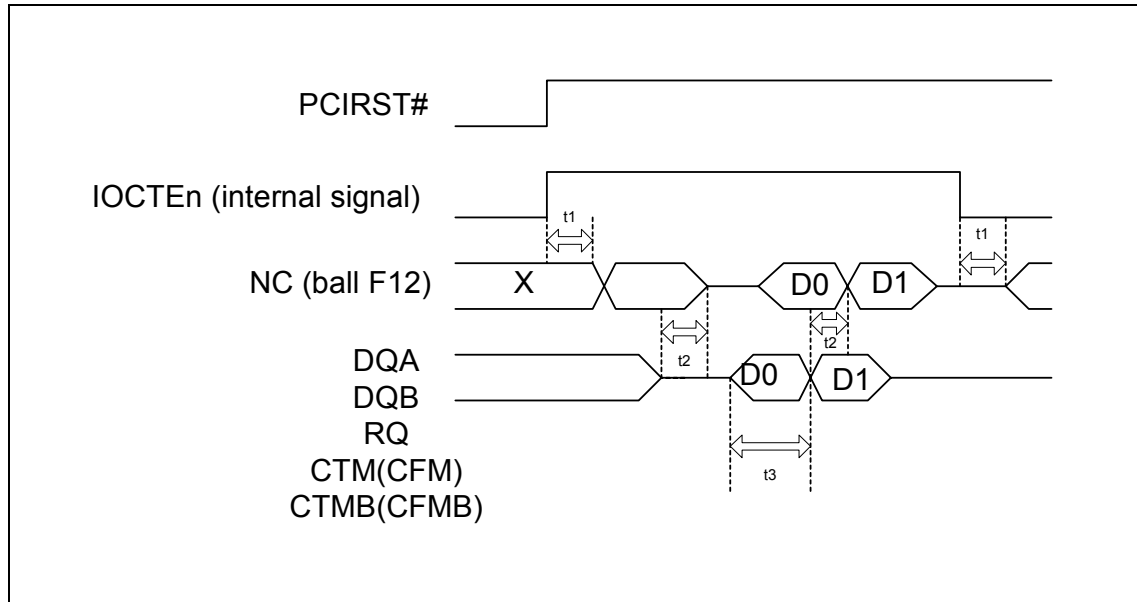 PCIRST#
IOCTEn (internal signal)
t1
t1
NC (ball F12)
X
D0
D1
t2
t2
DQA
DQB
RQ
CTM(CFM)
CTMB(CFMB)
D0
D1
t3